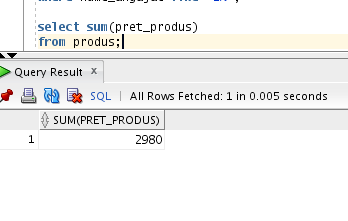 select sum(pret_produs)
from produs;
Query Result x
SQL | All Rows Fetched: 1 in 0.005 seconds
SUM(PRET_PRODUS)
1 2980